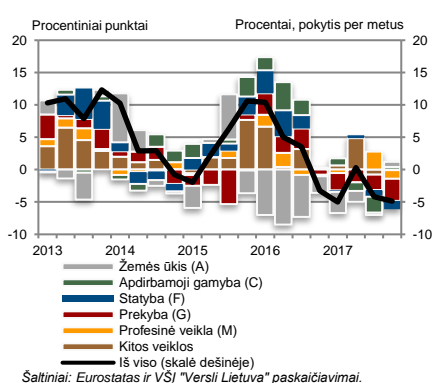 Procentiniai punktai Procentai, pokytis per metus
20 20
15 15
10 10
5 5
0 0
-5 -5
-10 -10
2013 2014 2015 2016 2017
Žemės ūkis (A)
Apdirbamoji gamyba (C)
Statyba (F)
Prekyba (G)
Profesinė veikla (M)
Kitos veiklos
Iš viso (skalė dešinėje)
Šaltiniai: Eurostatas ir VŠĮ "Versli Lietuva" paskaičiavimai.